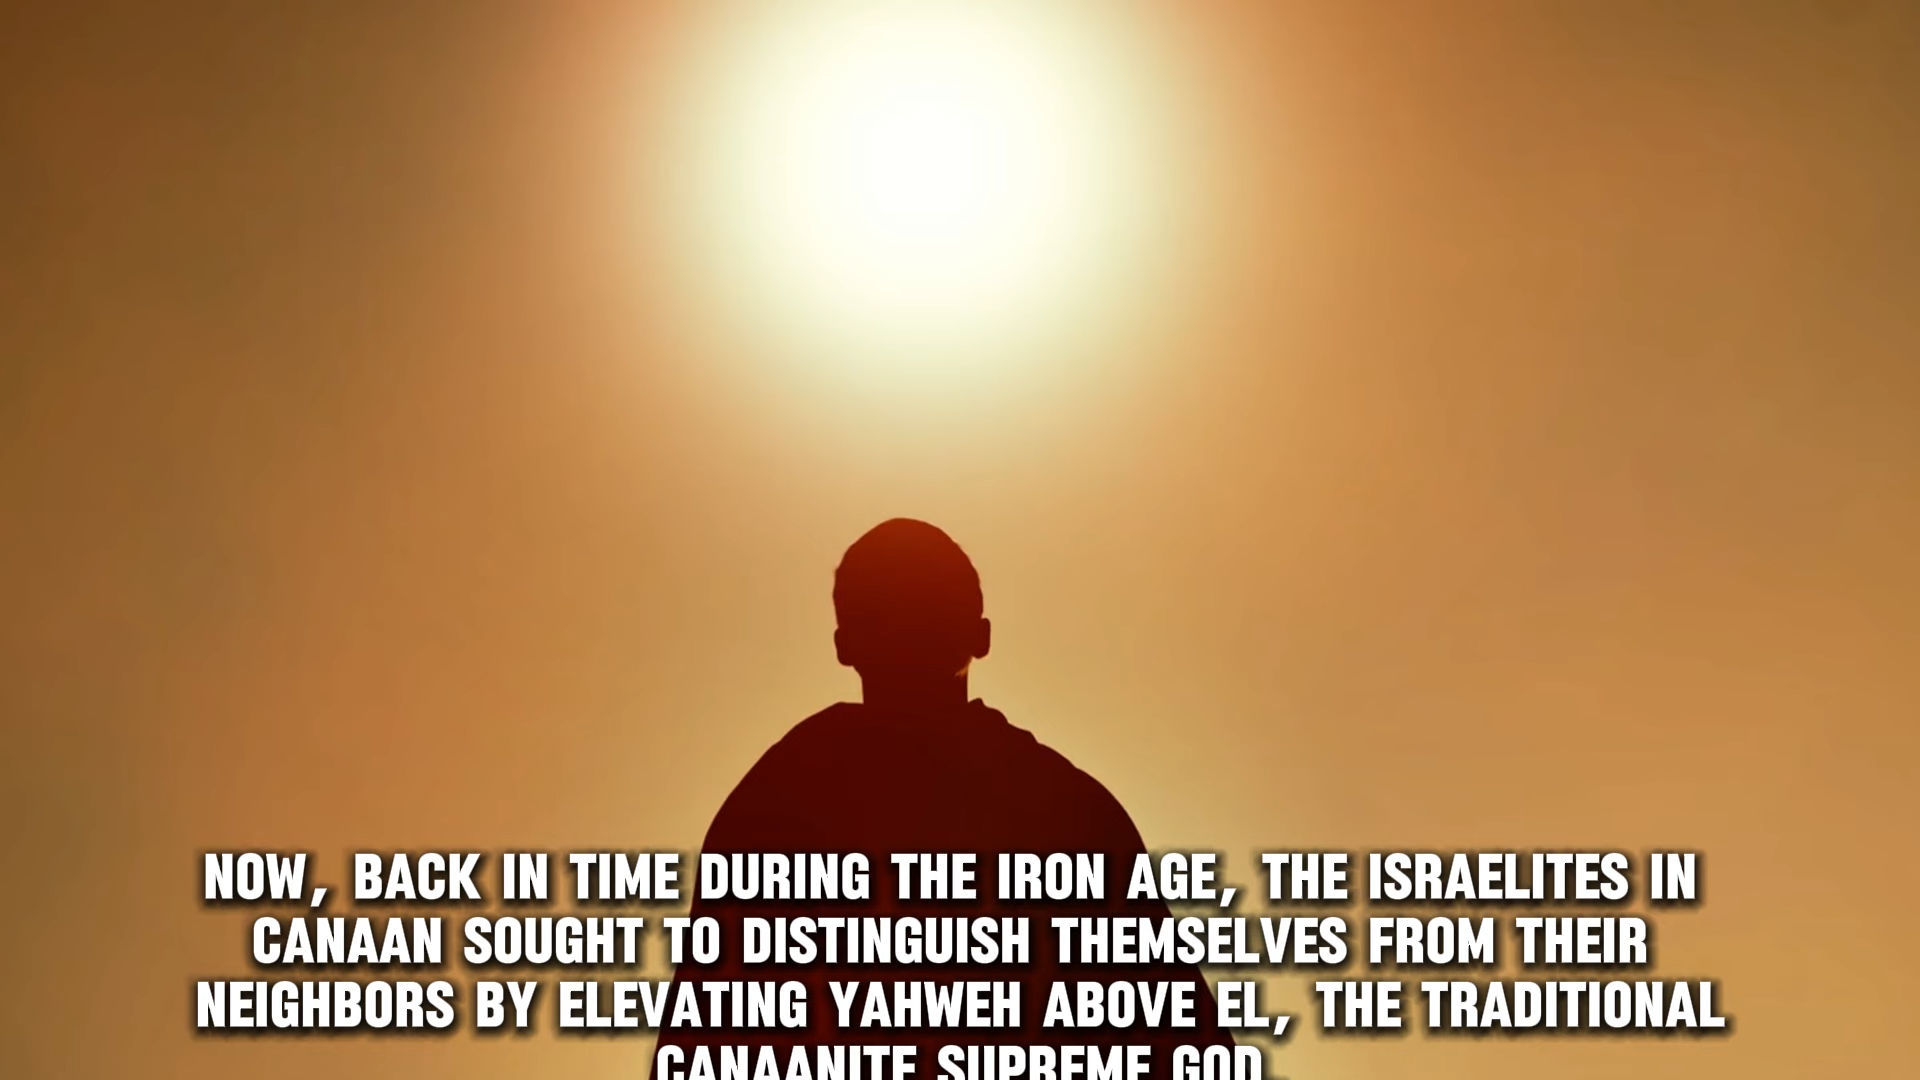 NOW, BACK IN TIME DURING THE IRON AGE, THE ISRAELITES IN
CANAAN SOUGHT TO DISTINGUISH THEMSELVES FROM THEIR
NEIGHBORS BY ELEVATING YAHWEH ABOVE EL, THE TRADITIONAL
CANAANITE SUPREME GOD.